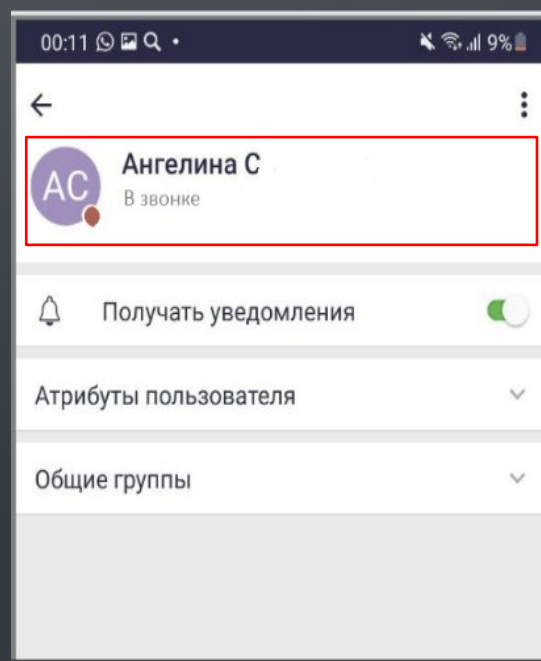 00:11
9%
АС
Ангелина С
В звонке
Получать уведомления
Атрибуты пользователя
Общие группы